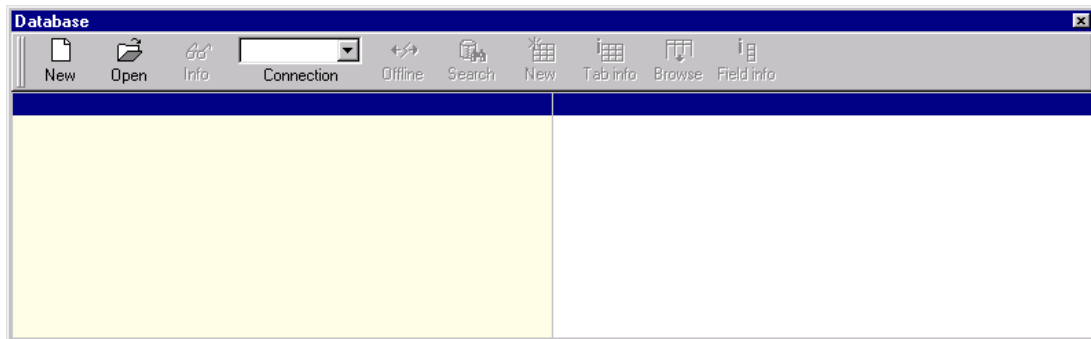 Database
New Open Info Connection Offline Search New Tab info Browse Field info